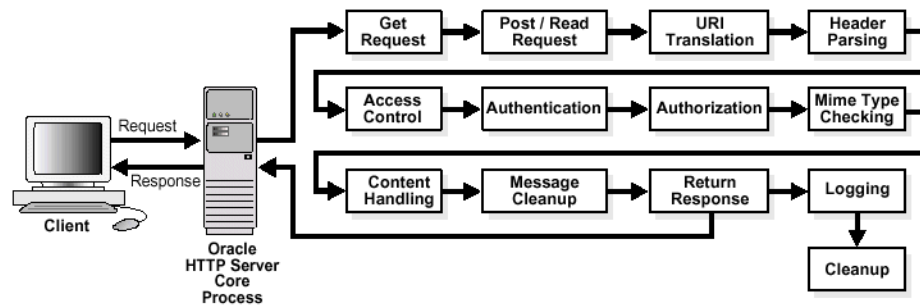 Get
Request
Post / Read
Request
URI
Translation
Header
Parsing
Access
Control
Authentication
Authorization
Mime Type
Checking
Request
Response
Client
Content
Handling
Message
Cleanup
Return
Response
Logging
Oracle
HTTP Server
Core
Process
Cleanup